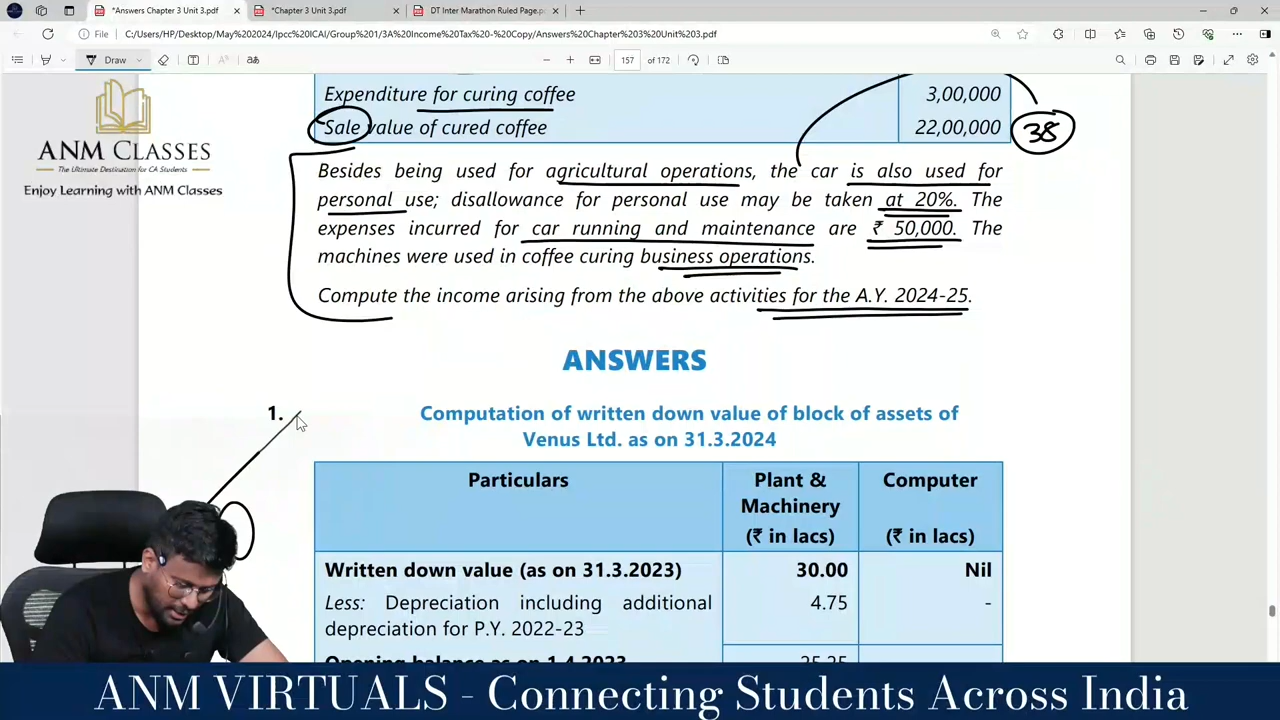 *Answers Chapter 3 Unit 3.pdf
*Chapter 3 Unit 3.pdf
DT Inter Marathon Ruled Page.p
File
C:/Users/HP/Desktop/May%202024/Ipcc%20ICAI/Group%201/3A%20Income%20Tax%20-%20Copy/Answers%20Chapter%203%20Unit%203.pdf
Draw
157 of 172
Expenditure for curing coffee 3,00,000
Sale value of cured coffee 22,00,000 38
ANM CLASSES
The Ultimate Destination for CA Students
Enjoy Learning with ANM Classes
Besides being used for agricultural operations, the car is also used for
personal use; disallowance for personal use may be taken at 20%. The
expenses incurred for car running and maintenance are ₹ 50,000. The
machines were used in coffee curing business operations.
Compute the income arising from the above activities for the A.Y. 2024-25.
ANSWERS
1. Computation of written down value of block of assets of
Venus Ltd. as on 31.3.2024
Particulars Plant & Computer
Machinery
(₹ in lacs) (₹ in lacs)
Written down value (as on 31.3.2023) 30.00 Nil
Less: Depreciation including additional 4.75 -
depreciation for P.Y. 2022-23
Opening balance as on 1.4.2023 25.25
ANM VIRTUALS - Connecting Students Across India